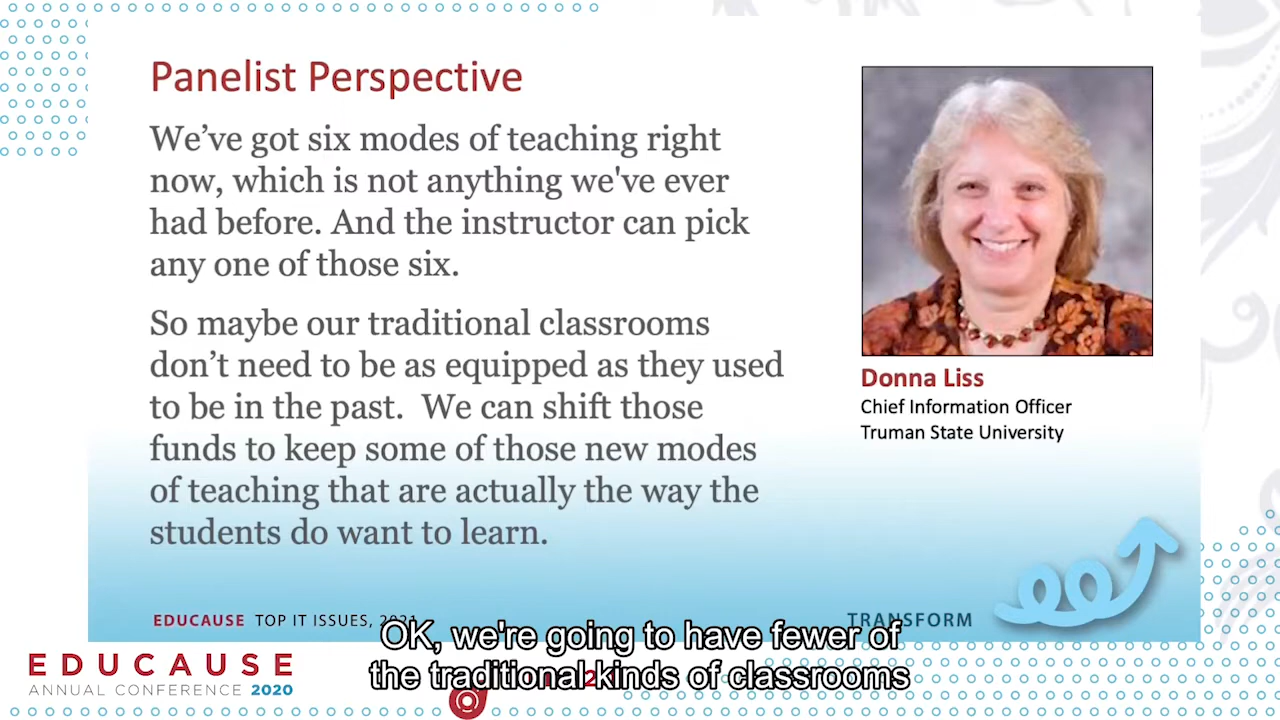 Panelist Perspective
We’ve got six modes of teaching right
now, which is not anything we've ever
had before. And the instructor can pick
any one of those six.
So maybe our traditional classrooms
don’t need to be as equipped as they used
to be in the past.  We can shift those
funds to keep some of those new modes
of teaching that are actually the way the
students do want to learn.
Donna Liss
Chief Information Officer
Truman State University
EDUCAUSE TOP IT ISSUES, 2021
TRANSFORM
OK, we're going to have fewer of
the traditional kinds of classrooms
EDUCAUSE
ANNUAL CONFERENCE 2020